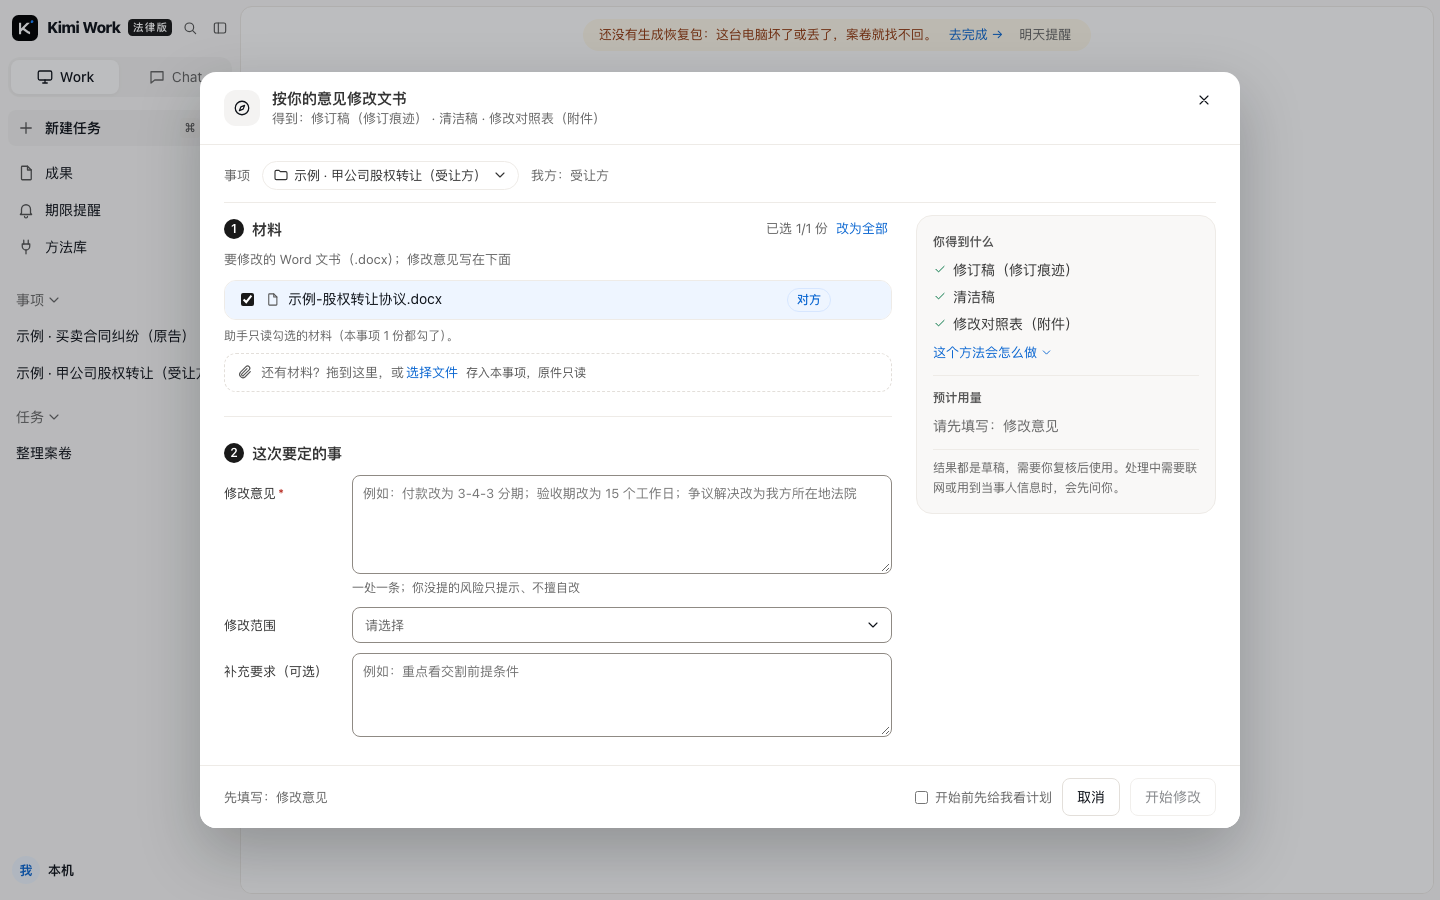 Kimi Work 法律版
还没有生成恢复包：这台电脑坏了或丢了，案卷就找不回。 去完成 → 明天提醒
Work
Chat
新建任务 ⌘
成果
期限提醒
方法库
事项
示例 · 买卖合同纠纷（原告）
示例 · 甲公司股权转让（受让
任务
整理案卷
我 本机
按你的意见修改文书
得到：修订稿（修订痕迹） · 清洁稿 · 修改对照表（附件）
事项 示例 · 甲公司股权转让（受让方） 我方：受让方
1 材料 已选 1/1 份 改为全部
要修改的 Word 文书（.docx）；修改意见写在下面
示例-股权转让协议.docx 对方
助手只读勾选的材料（本事项 1 份都勾了）。
还有材料？拖到这里，或 选择文件 存入本事项，原件只读
2 这次要定的事
修改意见 *
例如：付款改为 3-4-3 分期；验收期改为 15 个工作日；争议解决改为我方所在地法院
一处一条；你没提的风险只提示、不擅自改
修改范围 请选择
补充要求（可选） 例如：重点看交割前提条件
你得到什么
修订稿（修订痕迹）
清洁稿
修改对照表（附件）
这个方法会怎么做
预计用量
请先填写：修改意见
结果都是草稿，需要你复核后使用。处理中需要联
网或用到当事人信息时，会先问你。
先填写：修改意见 开始前先给我看计划 取消 开始修改